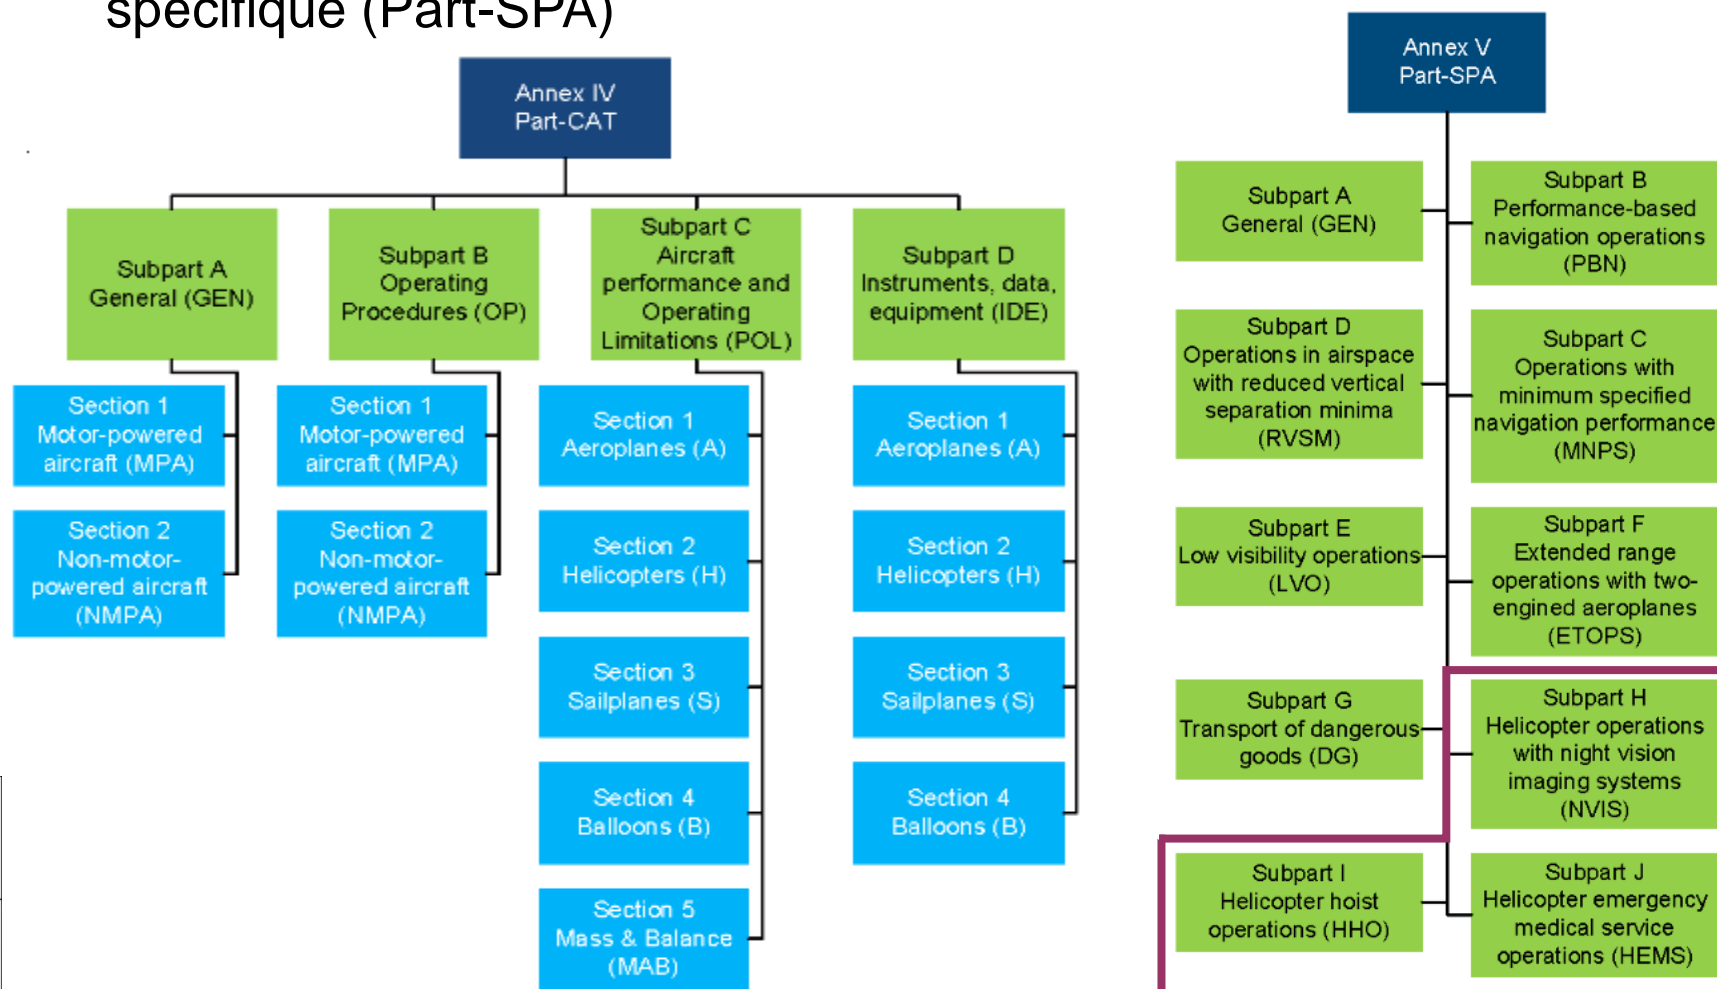 spécifique (Part-SPA)
Annex IV
Part-CAT
Subpart A
General (GEN)
Subpart B
Operating
Procedures (OP)
Subpart C
Aircraft
performance and
Operating
Limitations (POL)
Subpart D
Instruments, data,
equipment (IDE)
Section 1
Motor-powered
aircraft (MPA)
Section 2
Non-motor-
powered aircraft
(NMPA)
Section 1
Motor-powered
aircraft (MPA)
Section 2
Non-motor-
powered aircraft
(NMPA)
Section 1
Aeroplanes (A)
Section 2
Helicopters (H)
Section 3
Sailplanes (S)
Section 4
Balloons (B)
Section 5
Mass & Balance
(MAB)
Section 1
Aeroplanes (A)
Section 2
Helicopters (H)
Section 3
Sailplanes (S)
Section 4
Balloons (B)
Annex V
Part-SPA
Subpart A
General (GEN)
Subpart B
Performance-based
navigation operations
(PBN)
Subpart D
Operations in airspace
with reduced vertical
separation minima
(RVSM)
Subpart C
Operations with
minimum specified
navigation performance
(MNPS)
Subpart E
Low visibility operations
(LVO)
Subpart F
Extended range
operations with two-
engined aeroplanes
(ETOPS)
Subpart G
Transport of dangerous
goods (DG)
Subpart H
Helicopter operations
with night vision
imaging systems
(NVIS)
Subpart I
Helicopter hoist
operations (HHO)
Subpart J
Helicopter emergency
medical service
operations (HEMS)